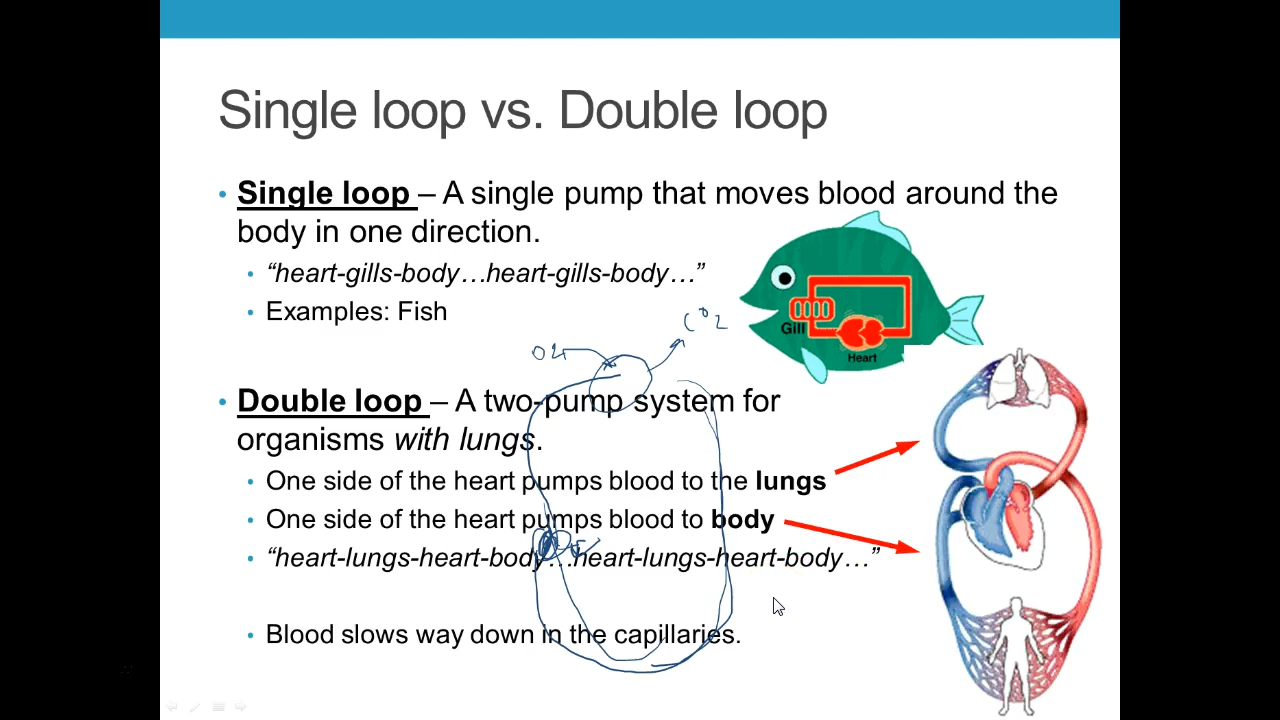 Single loop vs. Double loop
• Single loop – A single pump that moves blood around the
body in one direction.
• “heart-gills-body…heart-gills-body…”
• Examples: Fish
Gill
Heart
CO2
O2
• Double loop – A two-pump system for
organisms with lungs.
• One side of the heart pumps blood to the lungs
• One side of the heart pumps blood to body
• “heart-lungs-heart-body…heart-lungs-heart-body…”
• Blood slows way down in the capillaries.